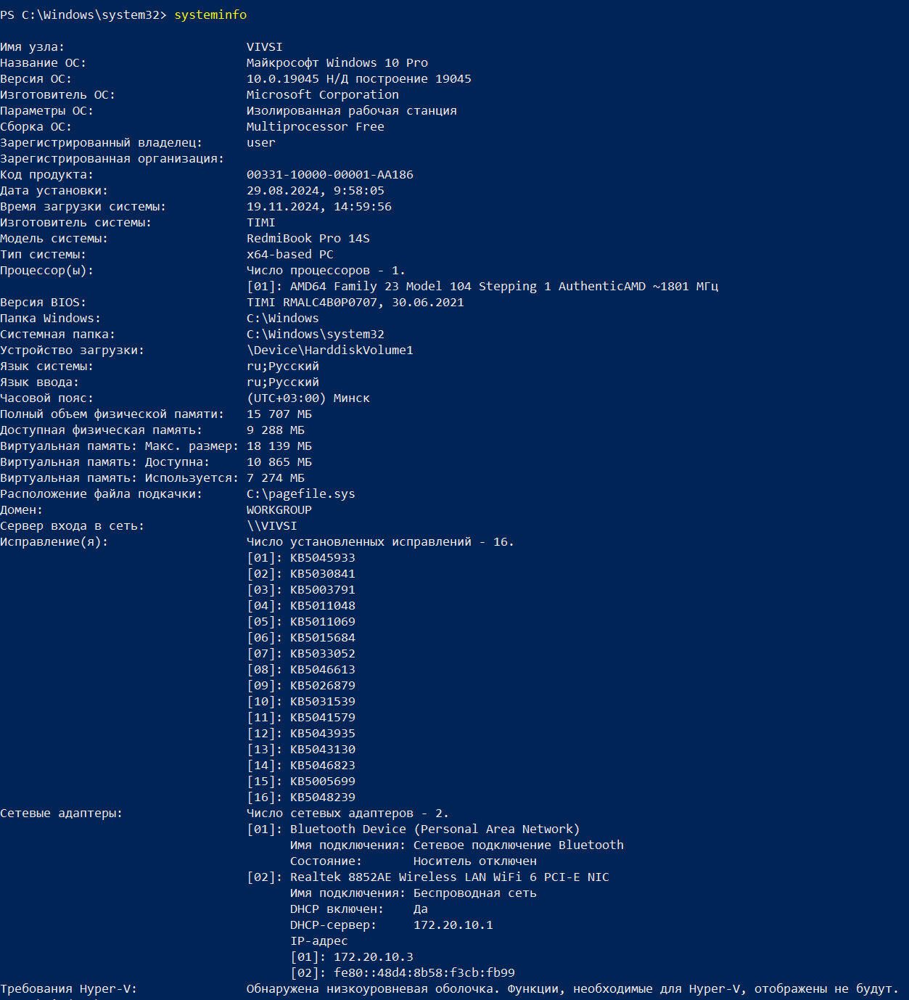 PS C:\Windows\system32> systeminfo
Имя узла: VIVSI
Название ОС: Майкрософт Windows 10 Pro
Версия ОС: 10.0.19045 Н/Д построение 19045
Изготовитель ОС: Microsoft Corporation
Параметры ОС: Изолированная рабочая станция
Сборка ОС: Multiprocessor Free
Зарегистрированный владелец: user
Зарегистрированная организация:
Код продукта: 00331-10000-00001-AA186
Дата установки: 29.08.2024, 9:58:05
Время загрузки системы: 19.11.2024, 14:59:56
Изготовитель системы: TIMI
Модель системы: RedmiBook Pro 14S
Тип системы: x64-based PC
Процессор(ы): Число процессоров - 1.
[01]: AMD64 Family 23 Model 104 Stepping 1 AuthenticAMD ~1801 МГц
Версия BIOS: TIMI RMALC4B0P0707, 30.06.2021
Папка Windows: C:\Windows
Системная папка: C:\Windows\system32
Устройство загрузки: \Device\HarddiskVolume1
Язык системы: ru;Русский
Язык ввода: ru;Русский
Часовой пояс: (UTC+03:00) Минск
Полный объем физической памяти: 15 707 МБ
Доступная физическая память: 9 288 МБ
Виртуальная память: Макс. размер: 18 139 МБ
Виртуальная память: Доступна: 10 865 МБ
Виртуальная память: Используется: 7 274 МБ
Расположение файла подкачки: C:\pagefile.sys
Домен: WORKGROUP
Сервер входа в сеть: \\VIVSI
Исправление(я): Число установленных исправлений - 16.
[01]: KB5045933
[02]: KB5030841
[03]: KB5003791
[04]: KB5011048
[05]: KB5011069
[06]: KB5015684
[07]: KB5033052
[08]: KB5046613
[09]: KB5026879
[10]: KB5031539
[11]: KB5041579
[12]: KB5043935
[13]: KB5043130
[14]: KB5046823
[15]: KB5005699
[16]: KB5048239
Сетевые адаптеры: Число сетевых адаптеров - 2.
[01]: Bluetooth Device (Personal Area Network)
Имя подключения: Сетевое подключение Bluetooth
Состояние: Носитель отключен
[02]: Realtek 8852AE Wireless LAN WiFi 6 PCI-E NIC
Имя подключения: Беспроводная сеть
DHCP включен: Да
DHCP-сервер: 172.20.10.1
IP-адрес
[01]: 172.20.10.3
[02]: fe80::48d4:8b58:f3cb:fb99
Требования Hyper-V: Обнаружена низкоуровневая оболочка. Функции, необходимые для Hyper-V, отображены не будут.